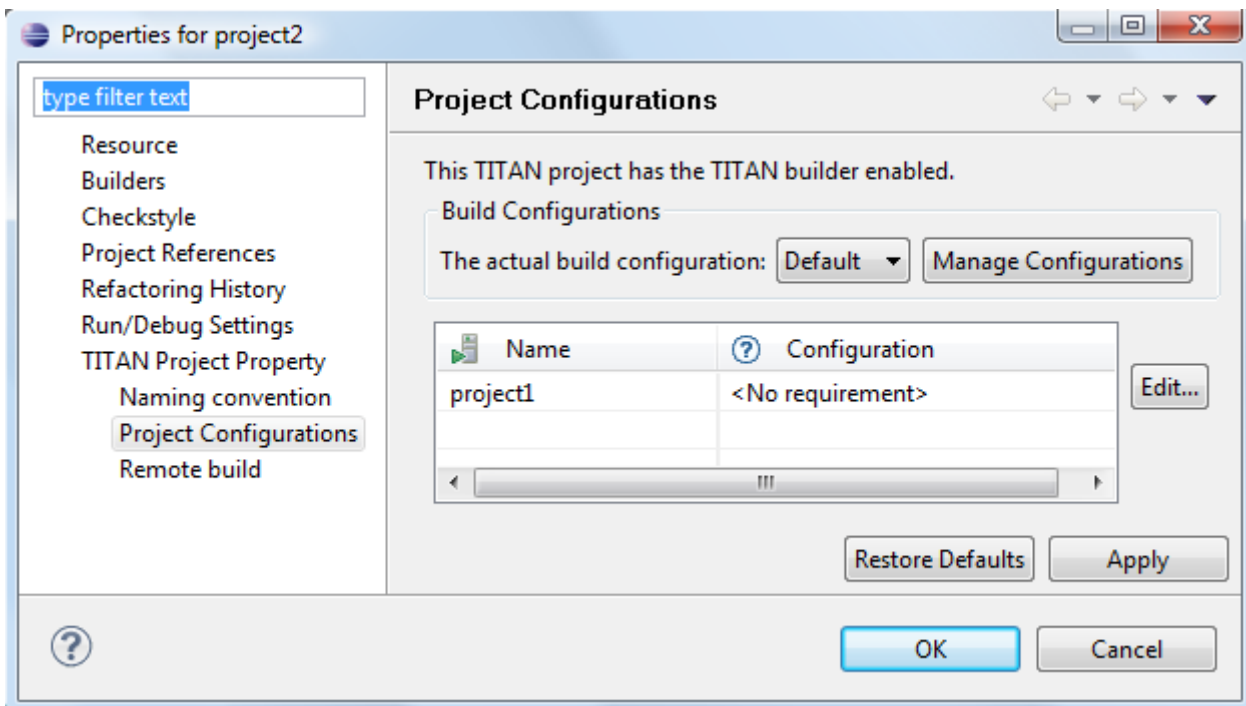 Properties for project2
type filter text
Resource
Builders
Checkstyle
Project References
Refactoring History
Run/Debug Settings
TITAN Project Property
Naming convention
Project Configurations
Remote build
Project Configurations
This TITAN project has the TITAN builder enabled.
Build Configurations
The actual build configuration: Default Manage Configurations
Name Configuration
project1 <No requirement>
Edit...
Restore Defaults Apply
OK Cancel